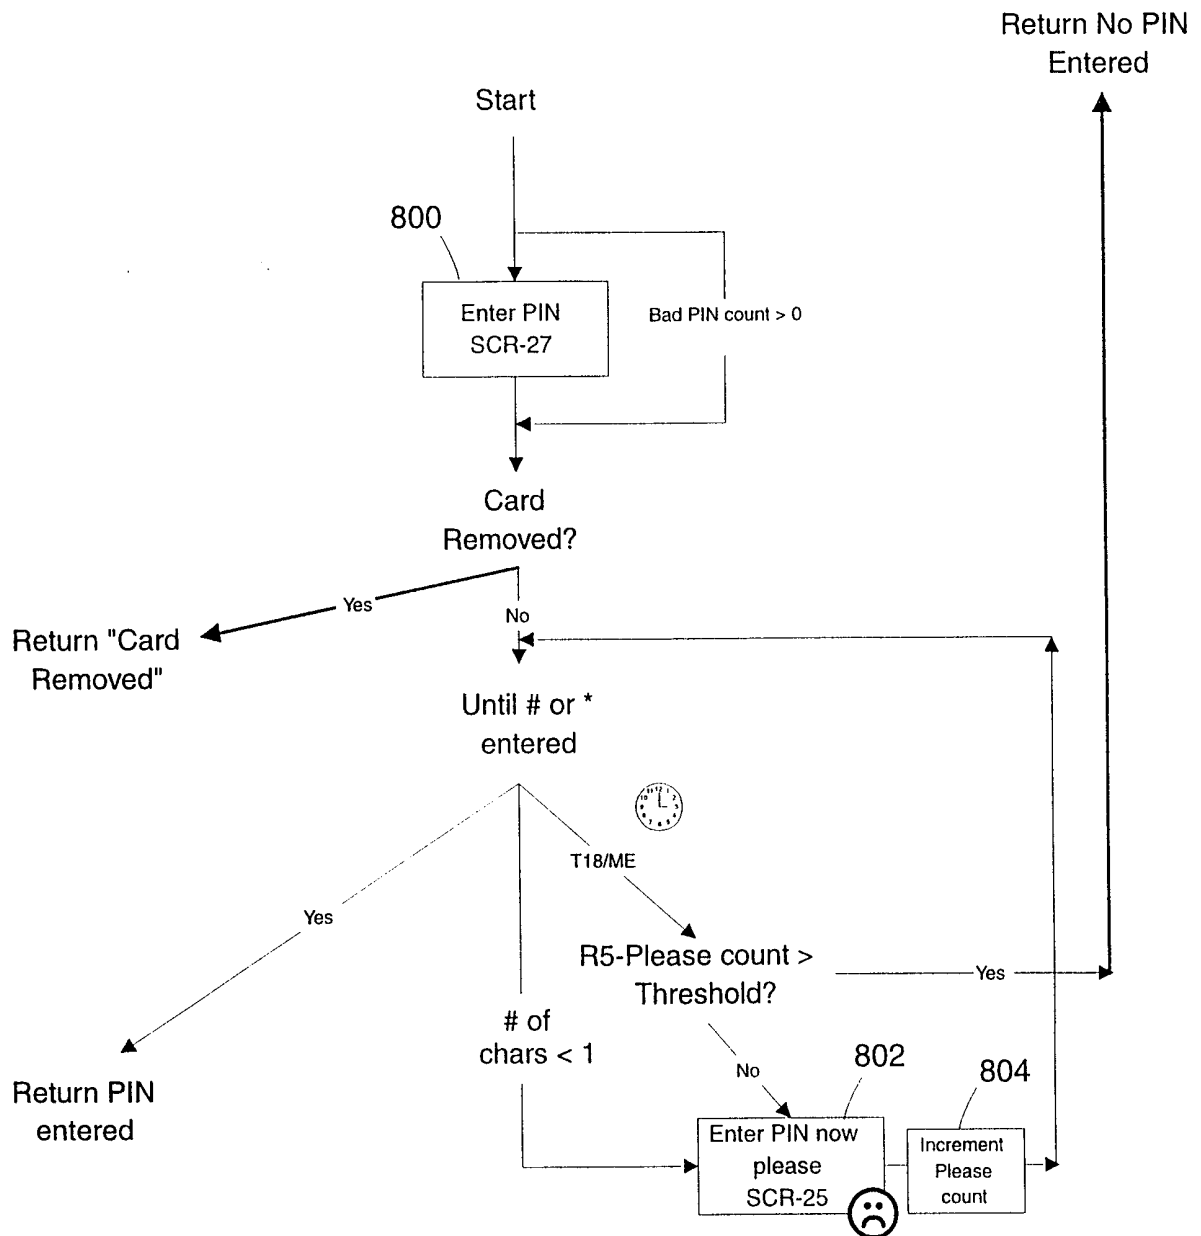 Return No PIN
Entered
Start
800
Enter PIN
SCR-27
Bad PIN count > 0
Card
Removed?
Yes
No
Return "Card
Removed"
Until # or *
entered
T18/ME
Yes
R5-Please count >
Threshold?
Yes
# of
chars < 1
No
802
804
Return PIN
entered
Enter PIN now
please
SCR-25
Increment
Please
count